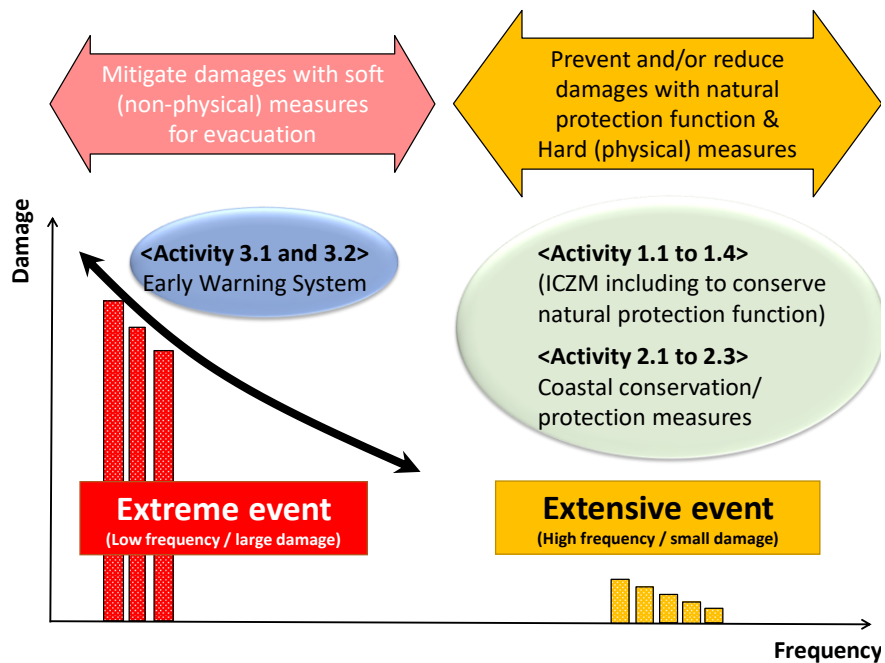 Mitigate damages with soft
(non-physical) measures
for evacuation
Prevent and/or reduce
damages with natural
protection function &
Hard (physical) measures
Damage
<Activity 3.1 and 3.2>
Early Warning System
<Activity 1.1 to 1.4>
(ICZM including to conserve
natural protection function)
<Activity 2.1 to 2.3>
Coastal conservation/
protection measures
Extreme event
(Low frequency / large damage)
Extensive event
(High frequency / small damage)
Frequency